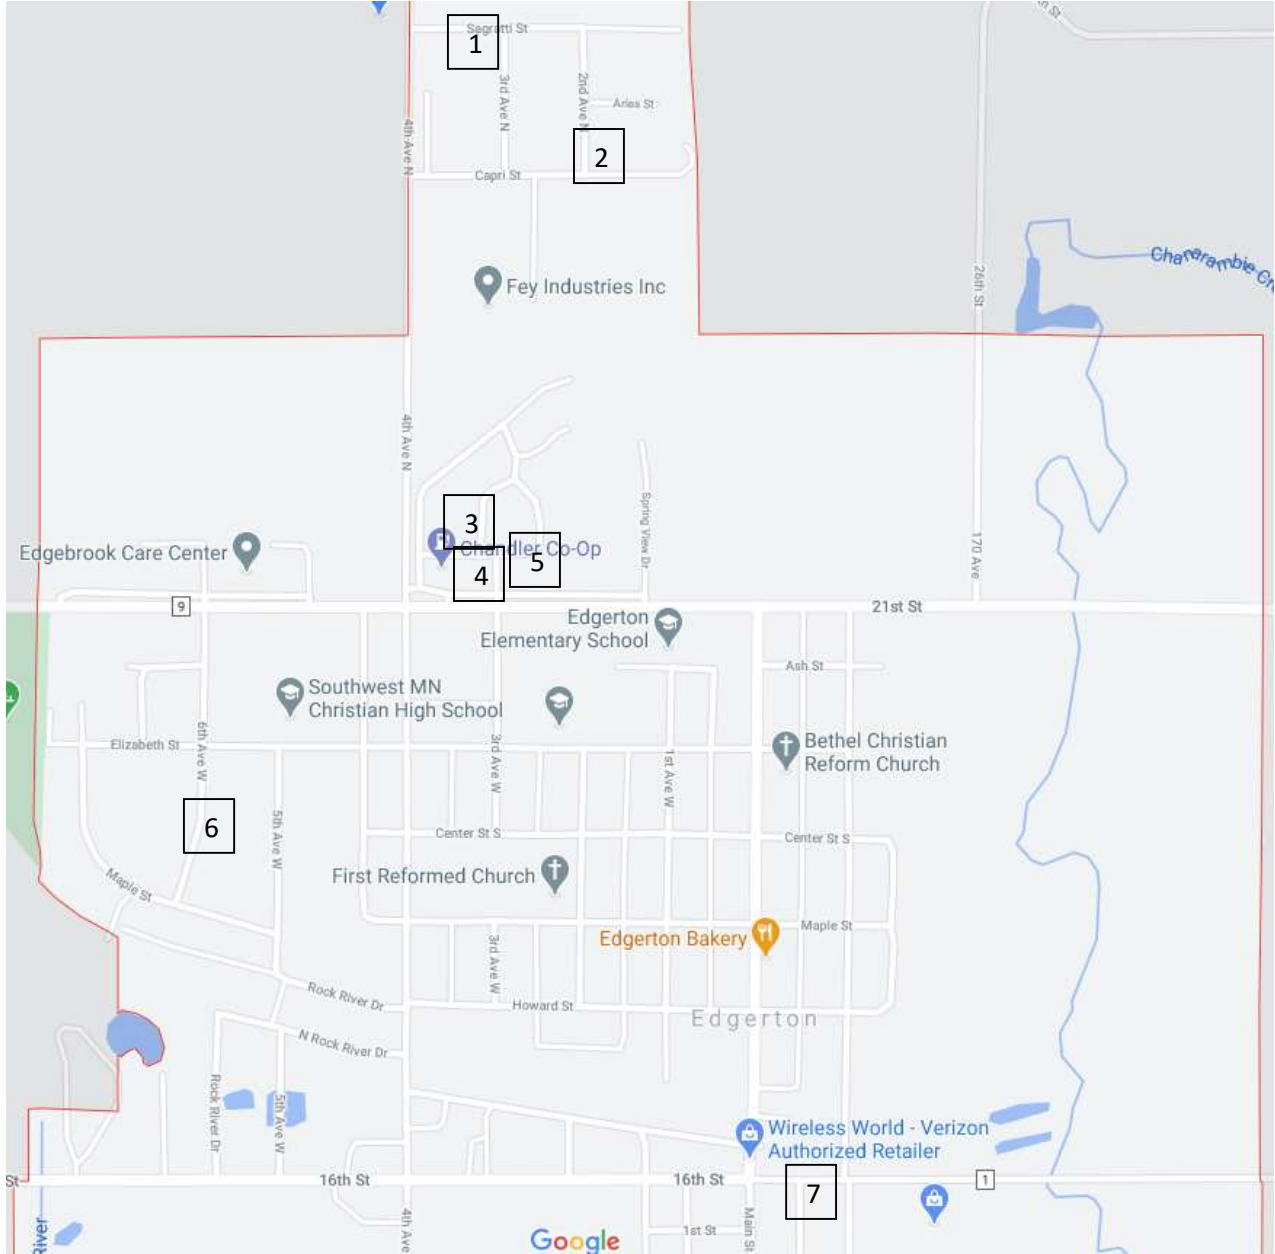 n St
Sagratti St
1
3rd Ave N
2nd Ave N
Aries St
4th Ave N
2
Capri St
26th St
Fey Industries Inc
4th Ave N
3
Spring View Dr
Edgebrook Care Center
Chandler Co-Op
5
4
170 Ave
9
21st St
Edgerton
Elementary School
Ash St
Southwest MN
Christian High School
Elizabeth St
6th Ave W
3rd Ave W
1st Ave W
Bethel Christian
Reform Church
6
5th Ave W
Center St S
Center St S
First Reformed Church
Maple St
Maple St
Edgerton Bakery
3rd Ave W
Rock River Dr
Howard St
Edgerton
N Rock River Dr
Rock River Dr
5th Ave W
Wireless World - Verizon
Authorized Retailer
St
16th St
16th St
1
7
River
4th Ave
1st St
Main St
Google